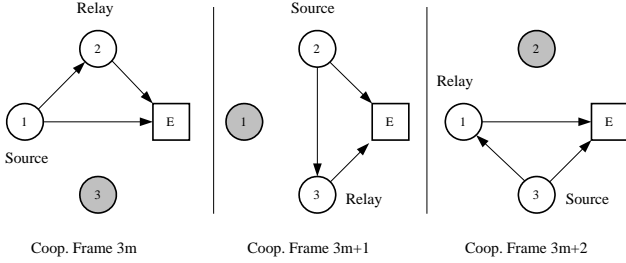 Relay
2
1
E
Source
3
Coop. Frame 3m
Source
2
1
E
3
Relay
Coop. Frame 3m+1
2
Relay
1
E
3
Source
Coop. Frame 3m+2